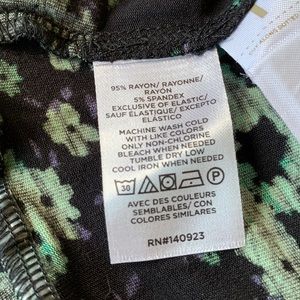 95% RAYON/ RAYONNE/
RAYÓN
5% SPANDEX
EXCLUSIVE OF ELASTIC/
SAUF ÉLASTIQUE/ EXCEPTO
ELÁSTICO
MACHINE WASH COLD
WITH LIKE COLORS
ONLY NON-CHLORINE
BLEACH WHEN NEEDED
TUMBLE DRY LOW
COOL IRON WHEN NEEDED
30
AVEC DES COULEURS
SEMBLABLES/ CON
COLORES SIMILARES
RN#140923